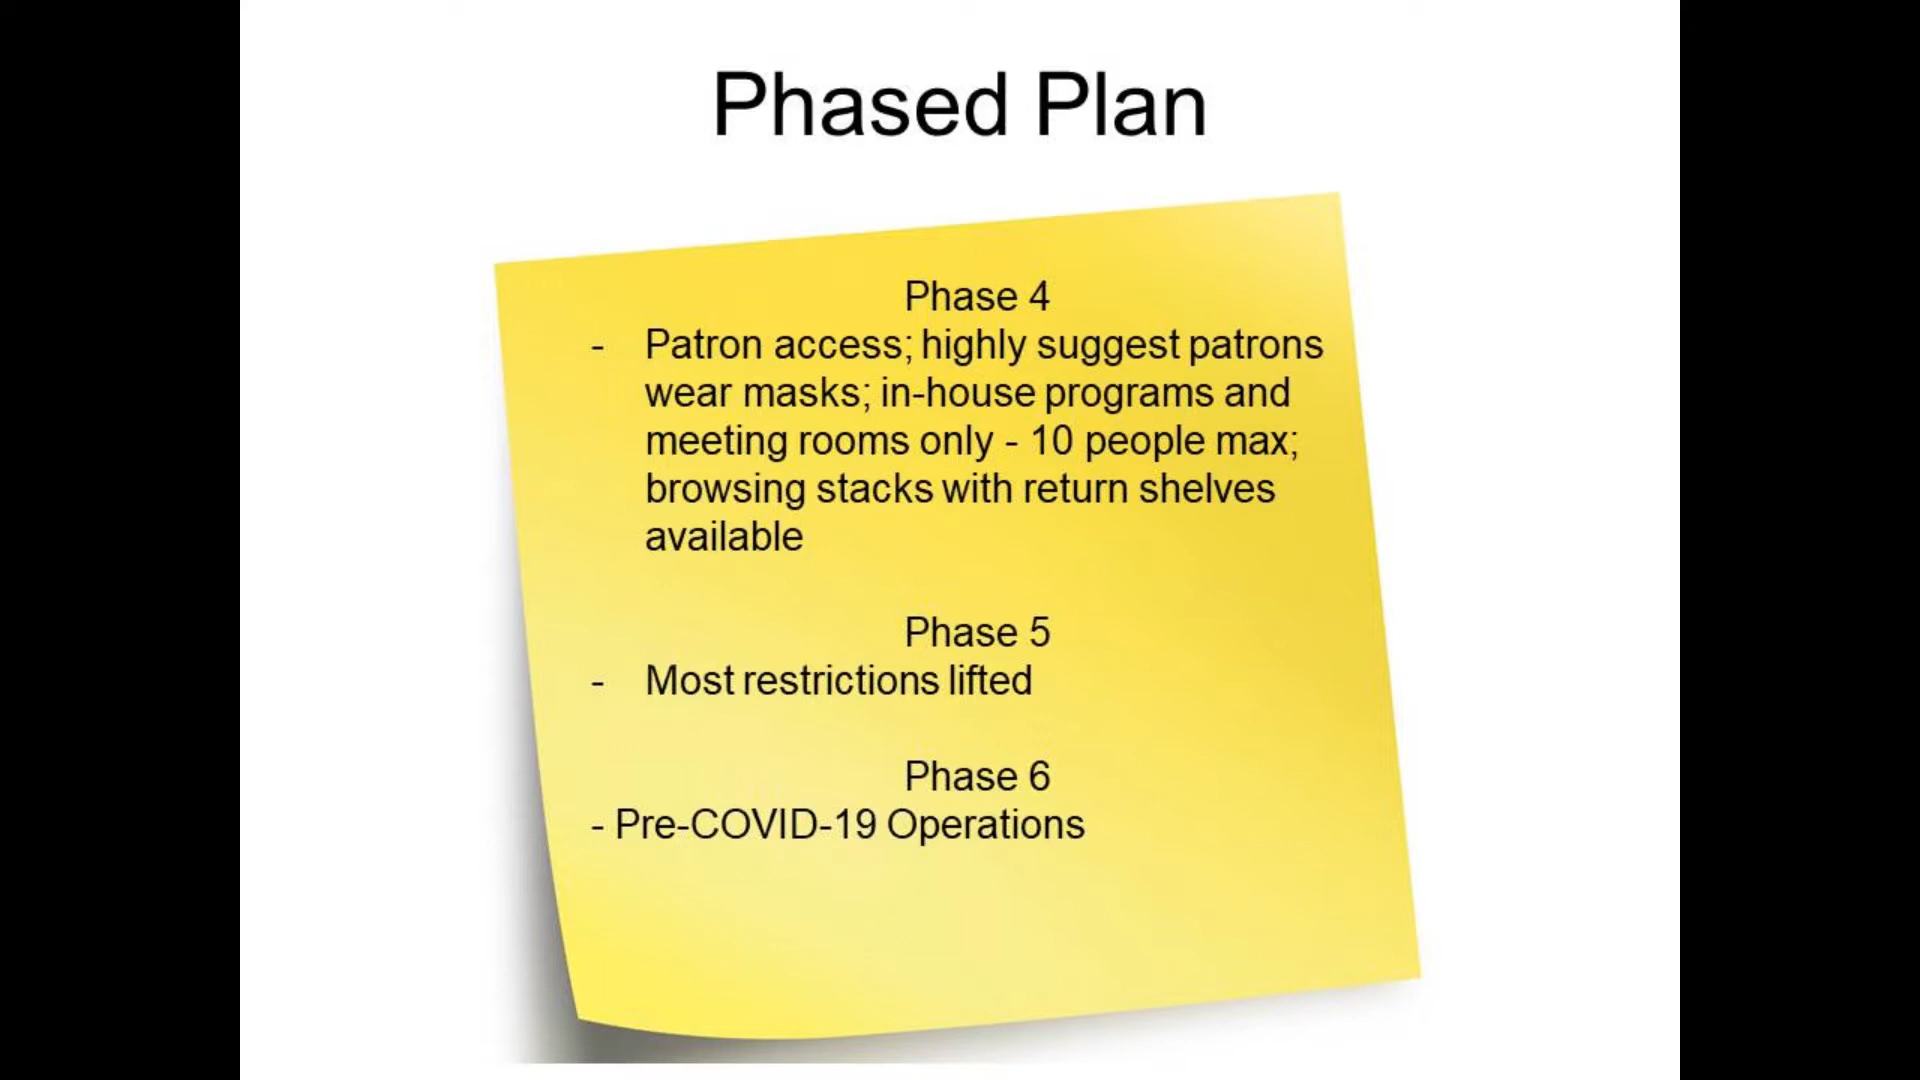 Phased Plan
Phase 4
- Patron access; highly suggest patrons
wear masks; in-house programs and
meeting rooms only - 10 people max;
browsing stacks with return shelves
available
Phase 5
- Most restrictions lifted
Phase 6
- Pre-COVID-19 Operations